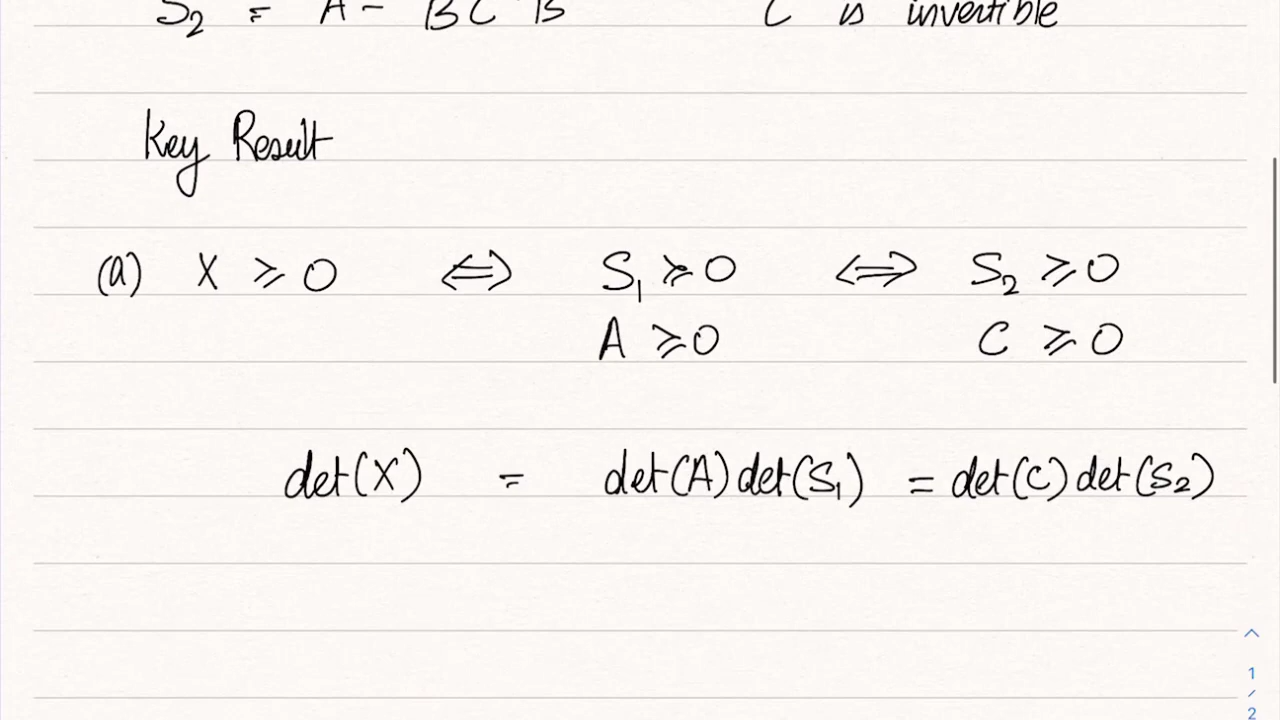 S₂ = A - BC B C is invertible
Key Result
(a) X ⩾ 0 ⇔ S₁ ⩾ 0 ⇔ S₂ ⩾ 0
A ⩾ 0 C ⩾ 0
det(X) = det(A) det(S₁) = det(C) det(S₂)
1
/
2